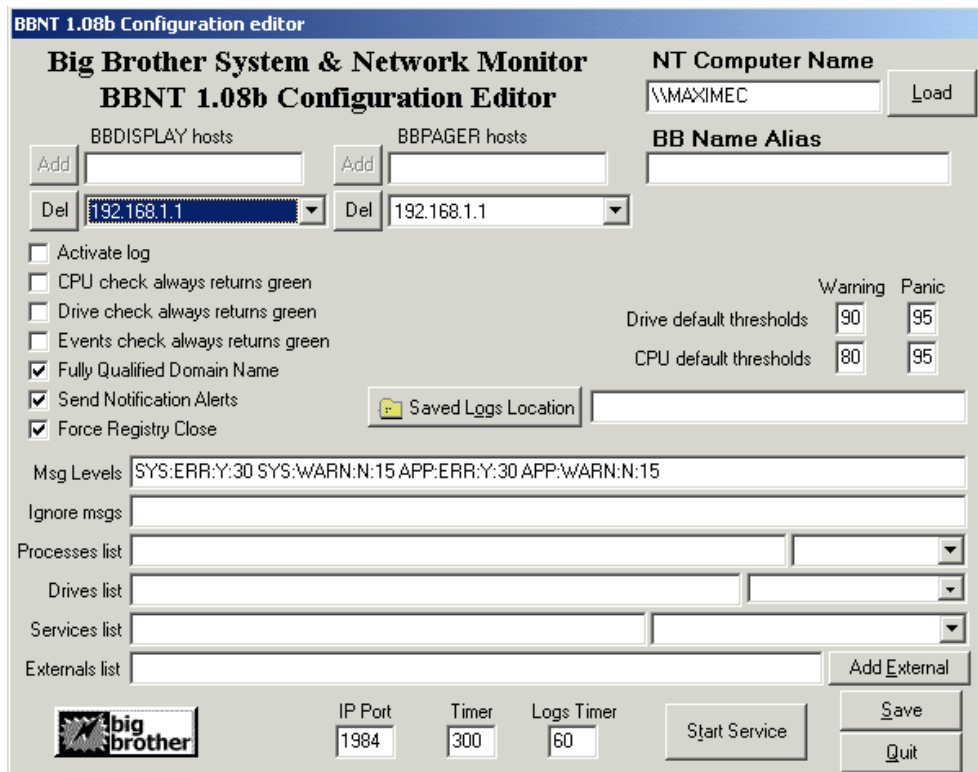 BBNT 1.08b Configuration editor
Big Brother System & Network Monitor
BBNT 1.08b Configuration Editor
NT Computer Name
\\MAXIMEC
Load
BBDISPLAY hosts
BBPAGER hosts
BB Name Alias
Add
Add
Del
192.168.1.1
Del
192.168.1.1
Activate log
CPU check always returns green
Drive check always returns green
Events check always returns green
Fully Qualified Domain Name
Send Notification Alerts
Force Registry Close
Warning Panic
Drive default thresholds 90 95
CPU default thresholds 80 95
Saved Logs Location
Msg Levels SYS:ERR:Y:30 SYS:WARN:N:15 APP:ERR:Y:30 APP:WARN:N:15
Ignore msgs
Processes list
Drives list
Services list
Externals list
Add External
big
brother
IP Port
1984
Timer
300
Logs Timer
60
Start Service
Save
Quit